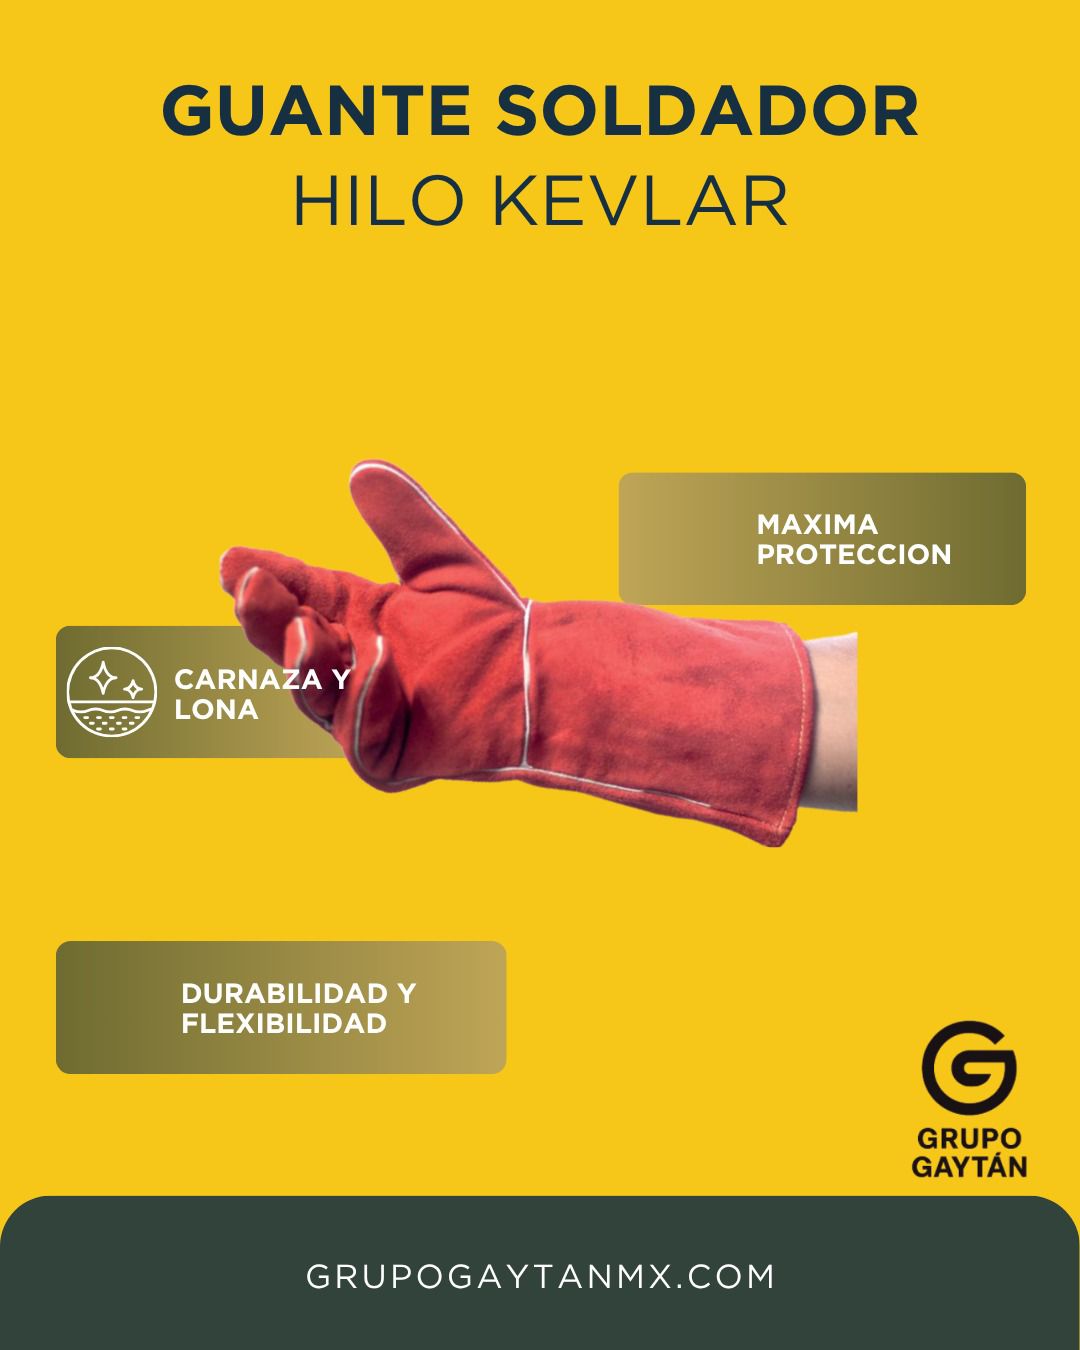 GUANTE SOLDADOR
HILO KEVLAR
MAXIMA
PROTECCION
CARNAZA Y
LONA
DURABILIDAD Y
FLEXIBILIDAD
GRUPO
GAYTÁN
GRUPOGAYTANMX.COM